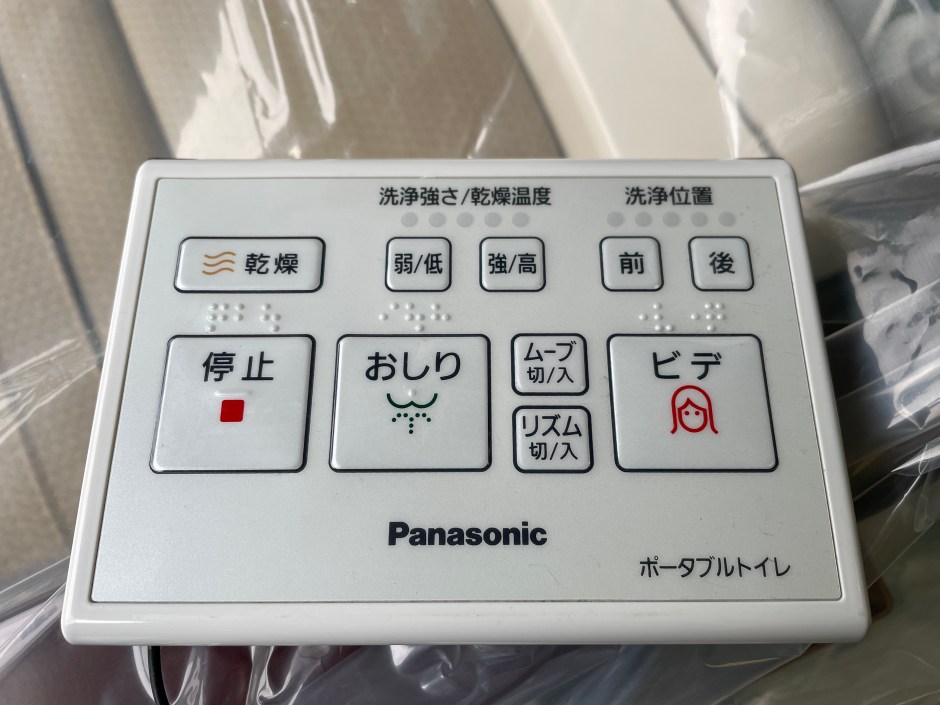 洗浄強さ/乾燥温度
洗浄位置
乾燥
弱/低
強/高
前
後
停止
おしり
ムーブ
切/入
リズム
切/入
ビデ
Panasonic
ポータブルトイレ